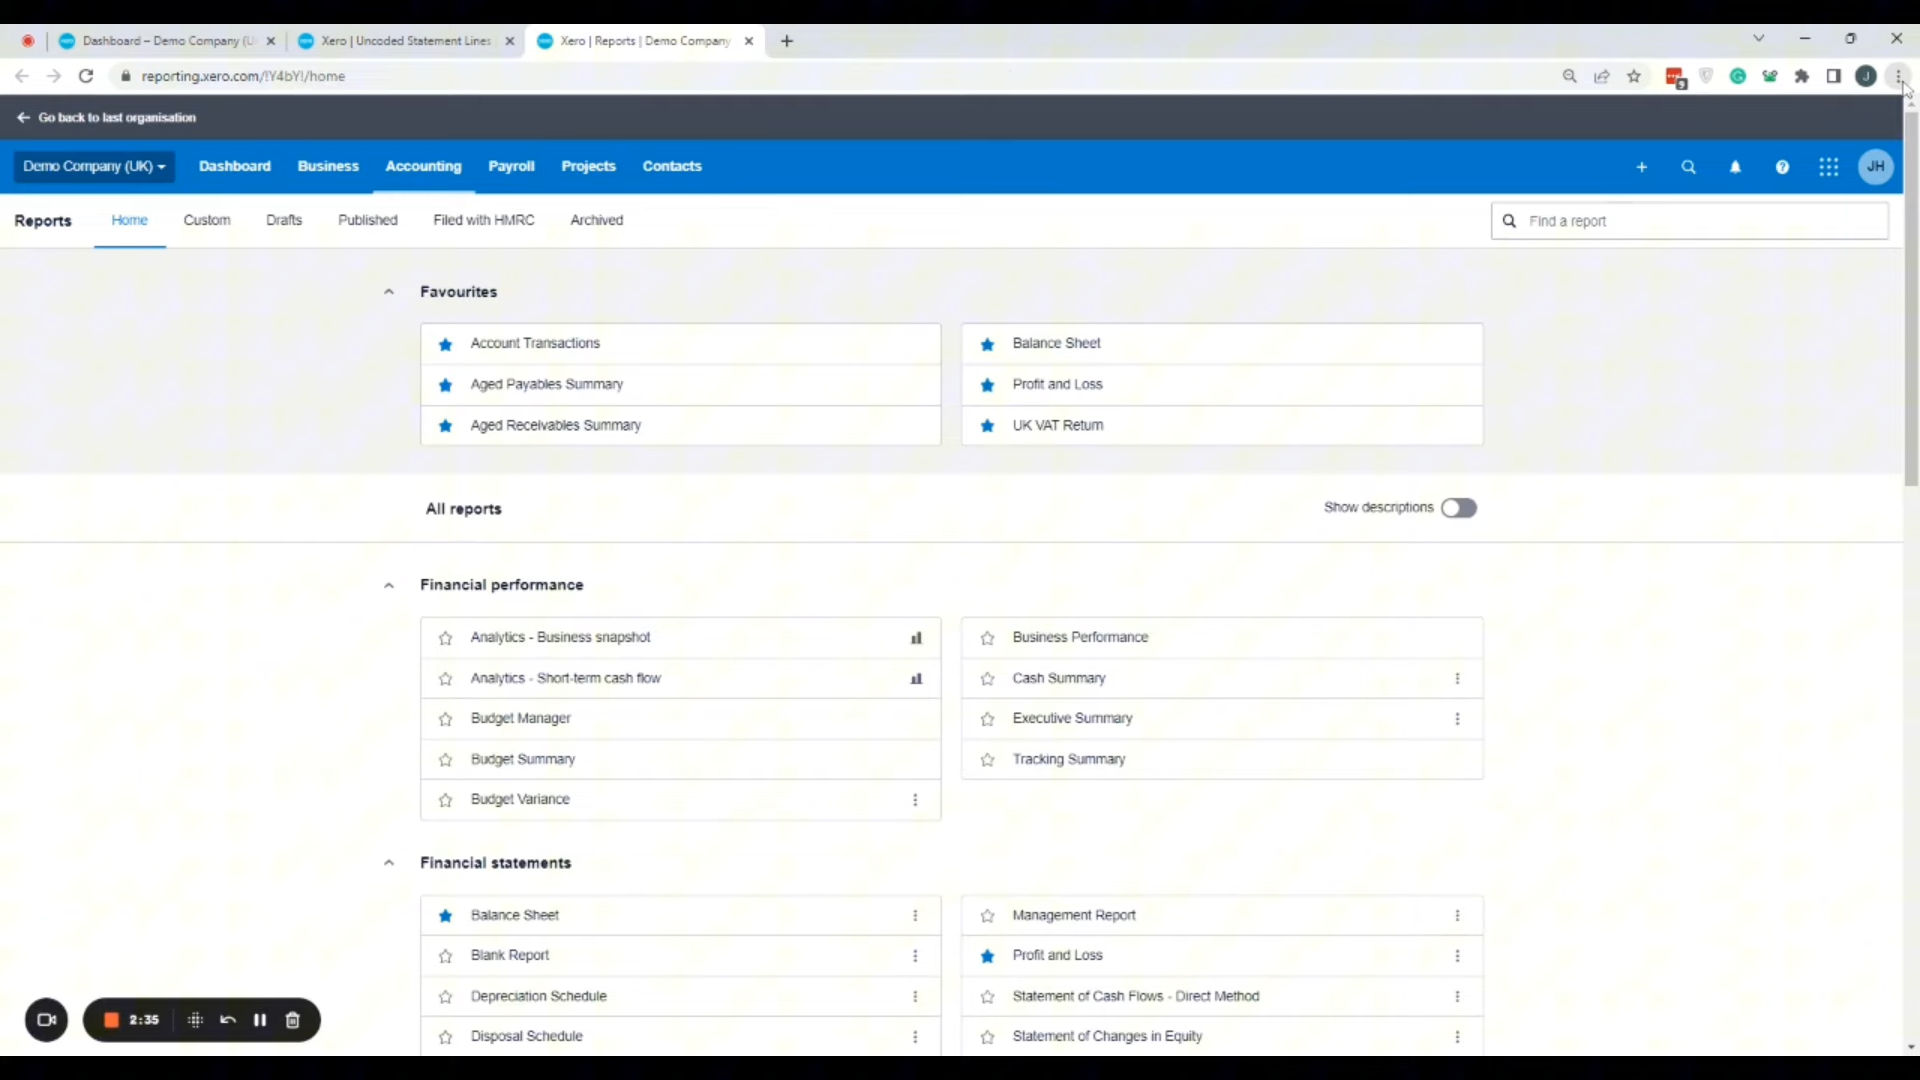 Dashboard – Demo Company (U
Xero | Uncoded Statement Lines
Xero | Reports | Demo Company
reporting.xero.com/!Y4bY!/home
9
J
Go back to last organisation
Demo Company (UK)
Dashboard
Business
Accounting
Payroll
Projects
Contacts
JH
Reports
Home
Custom
Drafts
Published
Filed with HMRC
Archived
Find a report
Favourites
Account Transactions
Balance Sheet
Aged Payables Summary
Profit and Loss
Aged Receivables Summary
UK VAT Return
All reports
Show descriptions
Financial performance
Analytics - Business snapshot
Business Performance
Analytics - Short-term cash flow
Cash Summary
Budget Manager
Executive Summary
Budget Summary
Tracking Summary
Budget Variance
Financial statements
Balance Sheet
Management Report
Blank Report
Profit and Loss
Depreciation Schedule
Statement of Cash Flows - Direct Method
Disposal Schedule
Statement of Changes in Equity
2:35